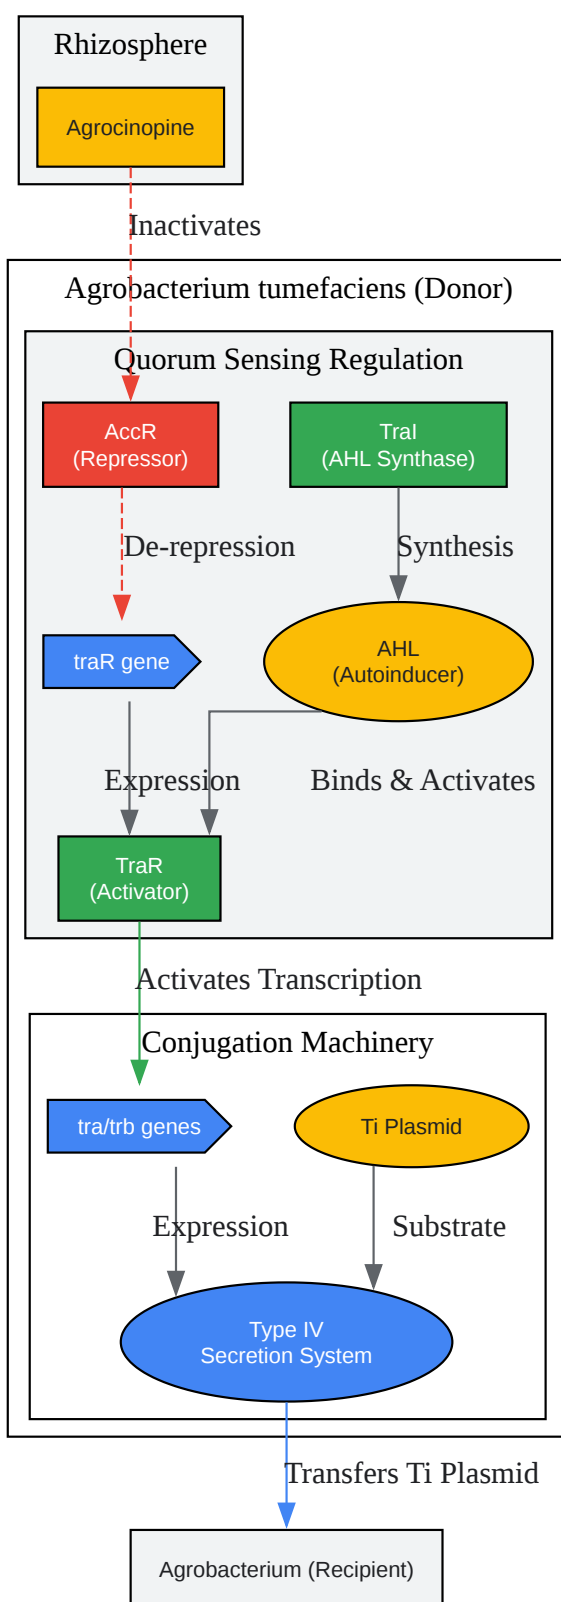 Rhizosphere
Agrocinopine
Inactivates
Agrobacterium tumefaciens (Donor)
Quorum Sensing Regulation
AccR
(Repressor)
TraI
(AHL Synthase)
De-repression
Synthesis
traR gene
AHL
(Autoinducer)
Expression
Binds & Activates
TraR
(Activator)
Activates Transcription
Conjugation Machinery
tra/trb genes
Ti Plasmid
Expression
Substrate
Type IV
Secretion System
Transfers Ti Plasmid
Agrobacterium (Recipient)